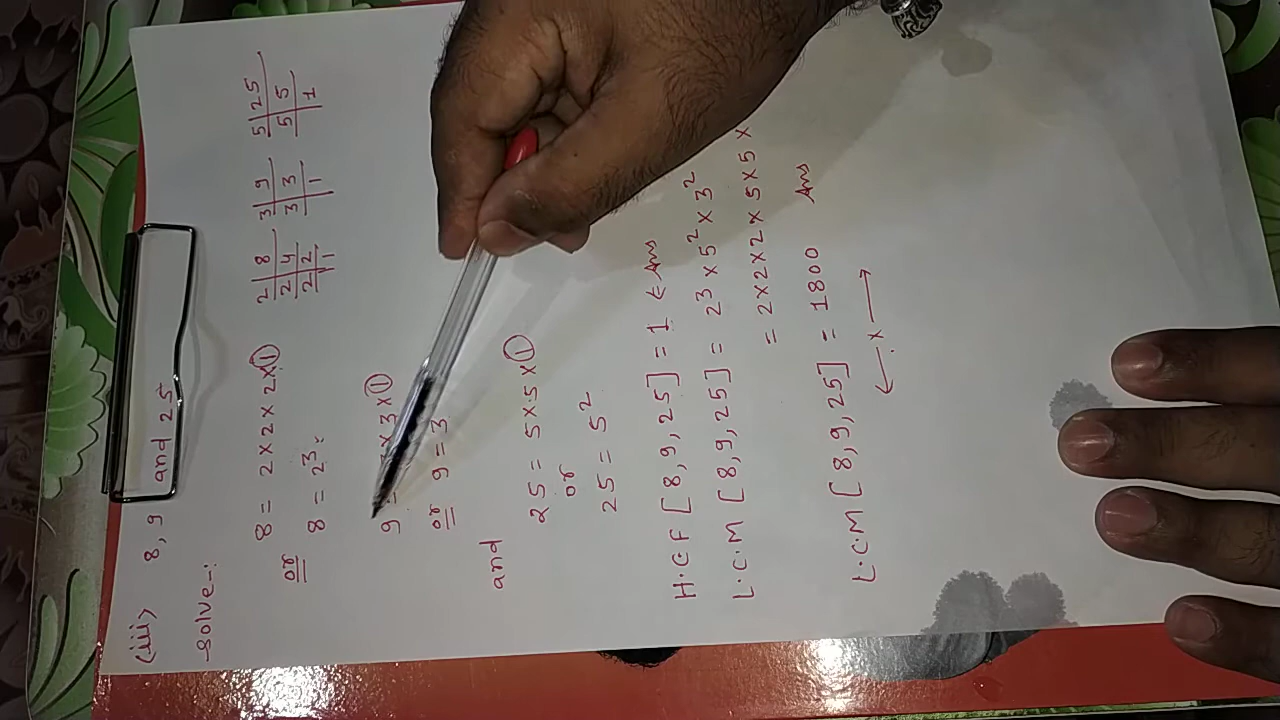 (iii) 8, 9 and 25
Solve-:
8 = 2 x 2 x 2 x 1
or
8 = 2³
2 8
2 4
2 2
1
3 9
3 3
1
5 25
5 5
1
9 = x 3 x 1
or 9 = 3
and
25 = 5 x 5 x 1
or
25 = 5²
H.C.F [8, 9, 25] = 1 ← Ans
L.C.M [8, 9, 25] = 2³ x 5² x 3²
= 2 x 2 x 2 x 5 x 5 x
L.C.M [8, 9, 25] = 1800 Ans
← x →